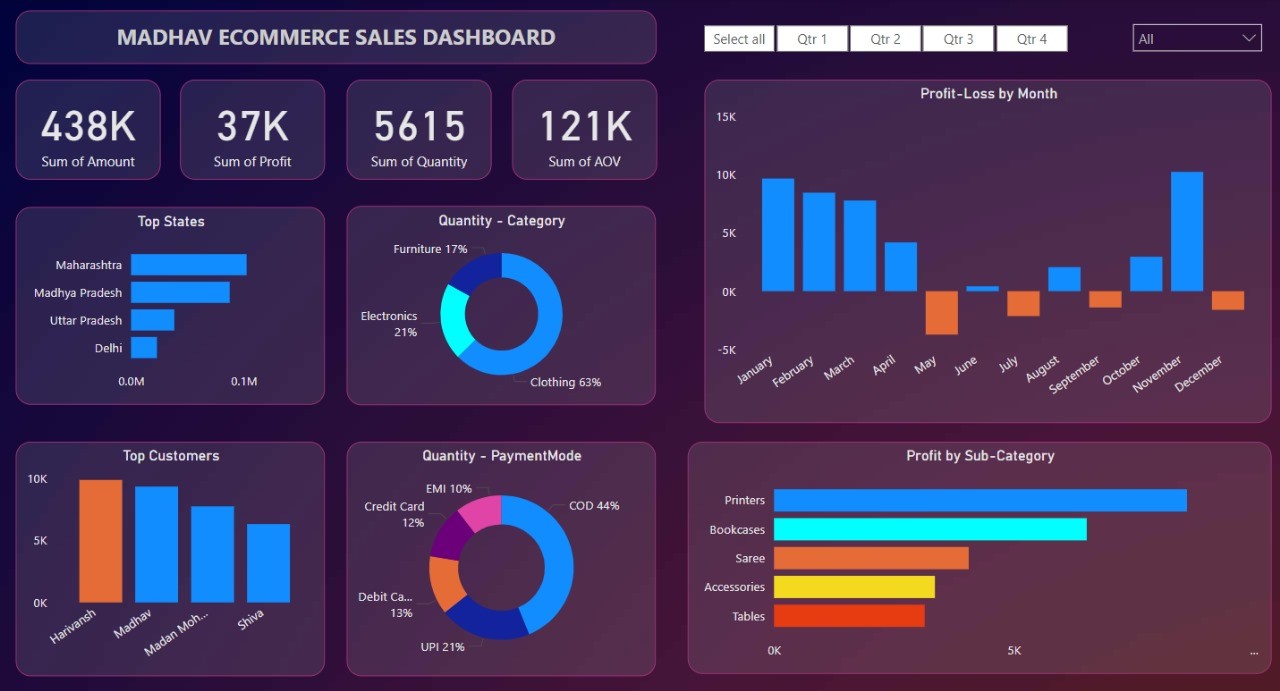 MADHAV ECOMMERCE SALES DASHBOARD
Select all
Qtr 1
Qtr 2
Qtr 3
Qtr 4
All
438K
Sum of Amount
37K
Sum of Profit
5615
Sum of Quantity
121K
Sum of AOV
Profit-Loss by Month
15K
10K
5K
0K
-5K
January
February
March
April
May
June
July
August
September
October
November
December
Top States
Maharashtra
Madhya Pradesh
Uttar Pradesh
Delhi
0.0M
0.1M
Quantity - Category
Furniture 17%
Electronics
21%
Clothing 63%
Top Customers
10K
5K
0K
Harivansh
Madhav
Madan Moh...
Shiva
Quantity - PaymentMode
EMI 10%
Credit Card
12%
COD 44%
Debit Ca...
13%
UPI 21%
Profit by Sub-Category
Printers
Bookcases
Saree
Accessories
Tables
0K
5K
...